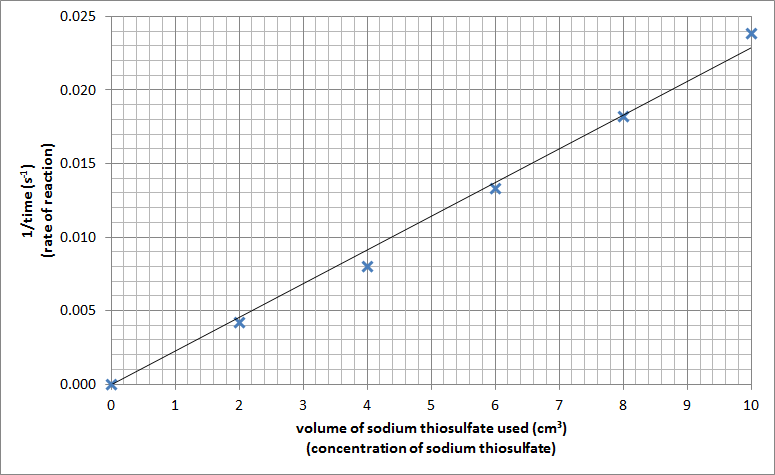 0.025
0.020
0.015
0.010
0.005
0.000
1/time (s⁻¹)
(rate of reaction)
0 1 2 3 4 5 6 7 8 9 10
volume of sodium thiosulfate used (cm³)
(concentration of sodium thiosulfate)